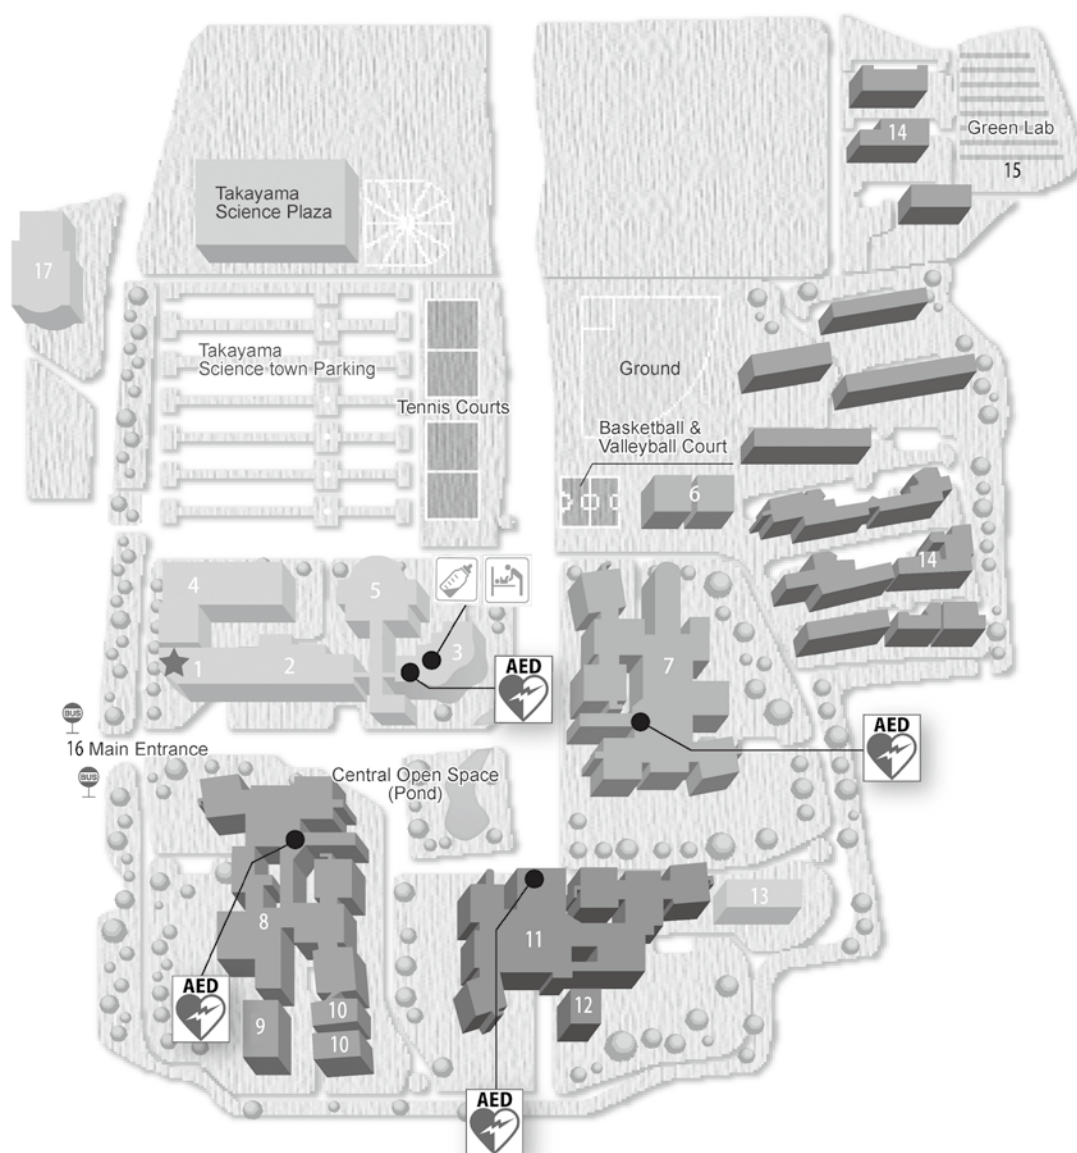 14
Green Lab
15
Takayama
Science Plaza
17
Takayama
Science town Parking
Ground
Tennis Courts
Basketball &
Valleyball Court
6
4
5
14
3
1
2
7
AED
AED
BUS
16 Main Entrance
BUS
Central Open Space
(Pond)
13
8
11
AED
12
9
10
10
AED